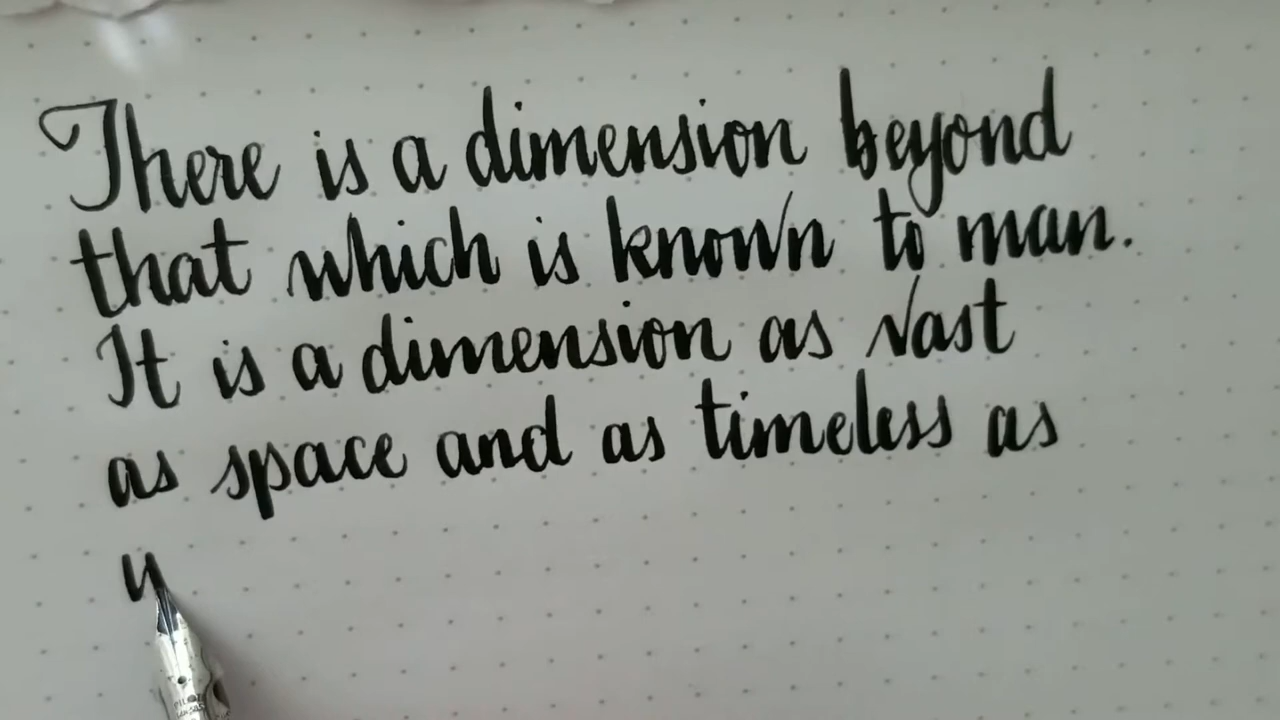 There is a dimension beyond
that which is known to man.
It is a dimension as vast
as space and as timeless as
PILOT